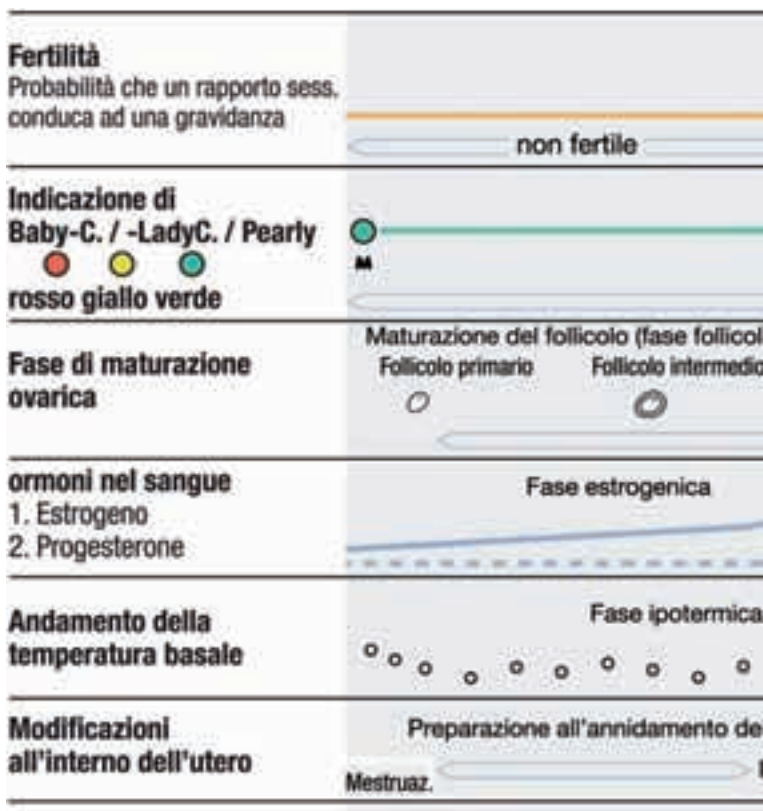 Fertilità
Probabilità che un rapporto sess.
conduca ad una gravidanza
non fertile
Indicazione di
Baby-C. / -LadyC. / Pearly
M
rosso giallo verde
Maturazione del follicolo (fase follicol
Fase di maturazione
ovarica
Follicolo primario
Follicolo intermedio
ormoni nel sangue
1. Estrogeno
2. Progesterone
Fase estrogenica
Andamento della
temperatura basale
Fase ipotermica
Modificazioni
all'interno dell'utero
Preparazione all'annidamento de
Mestruaz.